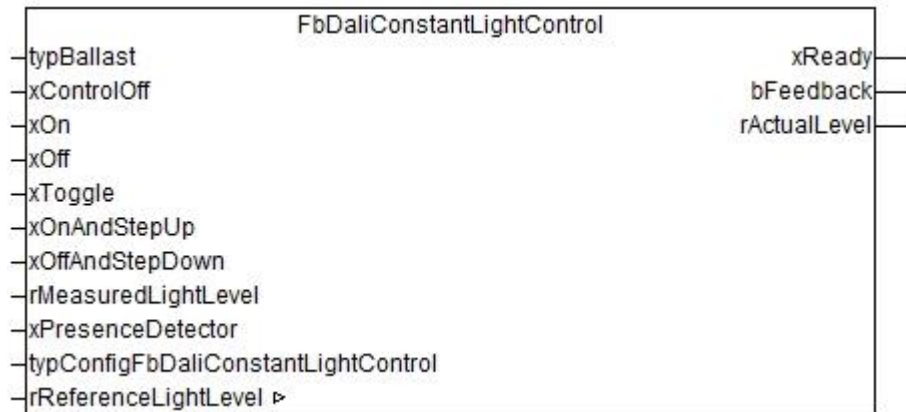 FbDaliConstantLightControl
typBallast xReady
xControlOff bFeedback
xOn rActualLevel
xOff
xToggle
xOnAndStepUp
xOffAndStepDown
rMeasuredLightLevel
xPresenceDetector
typConfigFbDaliConstantLightControl
rReferenceLightLevel ▹